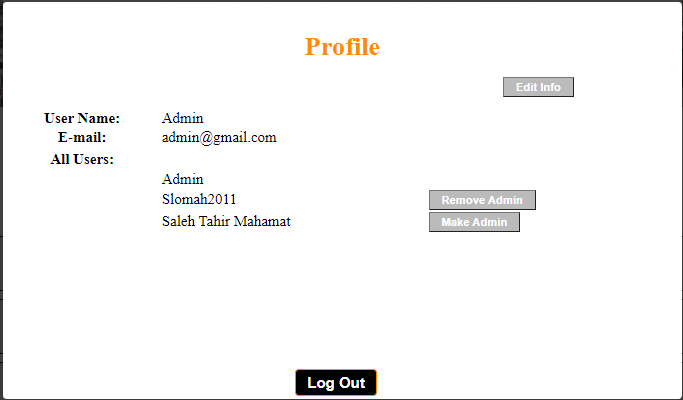 Profile
Edit Info
User Name: Admin
E-mail: admin@gmail.com
All Users:
Admin
Slomah2011 Remove Admin
Saleh Tahir Mahamat Make Admin
Log Out